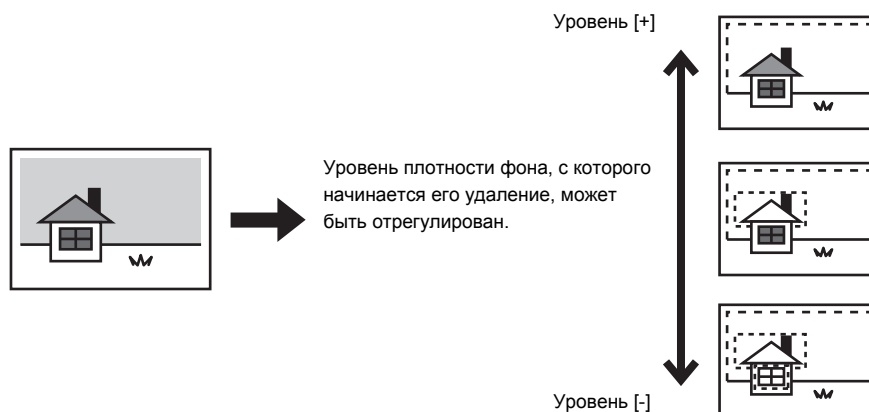 Уровень [+]
Уровень плотности фона, с которого
начинается его удаление, может
быть отрегулирован.
Уровень [-]